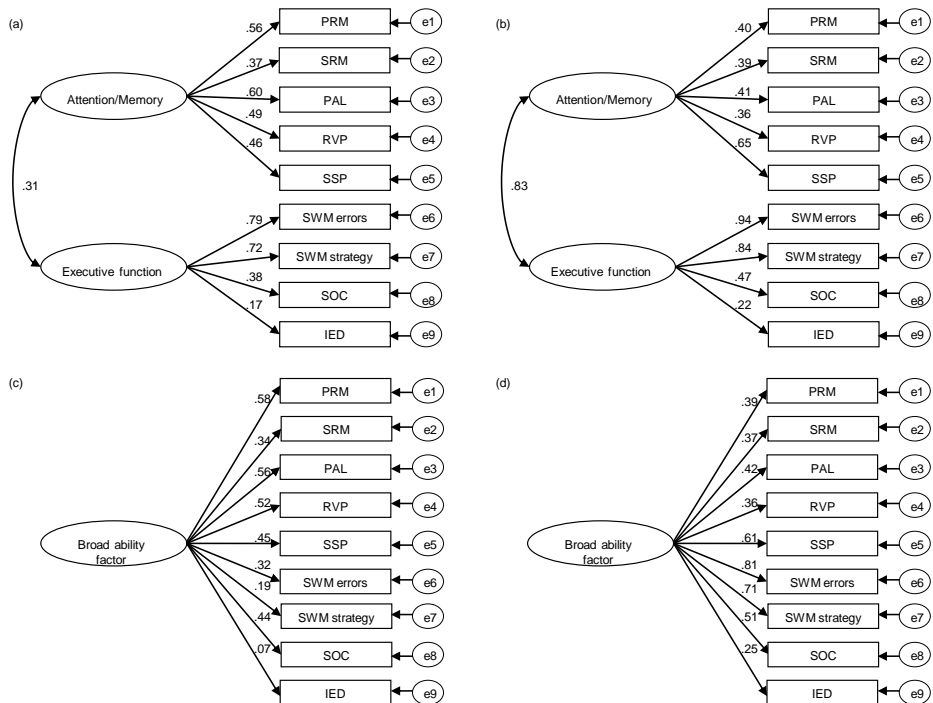 (a)
Attention/Memory
Executive function
.31
.56
.37
.60
.49
.46
.79
.72
.38
.17
PRM
SRM
PAL
RVP
SSP
SWM errors
SWM strategy
SOC
IED
e1
e2
e3
e4
e5
e6
e7
e8
e9
(b)
Attention/Memory
Executive function
.83
.40
.39
.41
.36
.65
.94
.84
.47
.22
PRM
SRM
PAL
RVP
SSP
SWM errors
SWM strategy
SOC
IED
e1
e2
e3
e4
e5
e6
e7
e8
e9
(c)
Broad ability
factor
.58
.34
.56
.52
.45
.32
.19
.44
.07
PRM
SRM
PAL
RVP
SSP
SWM errors
SWM strategy
SOC
IED
e1
e2
e3
e4
e5
e6
e7
e8
e9
(d)
Broad ability
factor
.39
.37
.42
.36
.61
.81
.71
.51
.25
PRM
SRM
PAL
RVP
SSP
SWM errors
SWM strategy
SOC
IED
e1
e2
e3
e4
e5
e6
e7
e8
e9